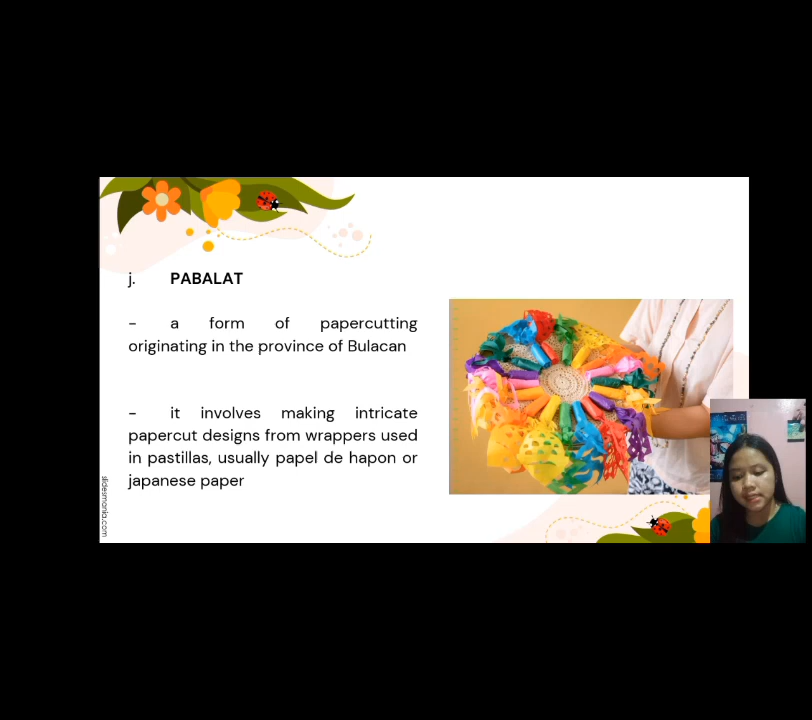 j. PABALAT
- a form of papercutting
originating in the province of Bulacan
- it involves making intricate
papercut designs from wrappers used
in pastillas, usually papel de hapon or
japanese paper
slidesmania.com